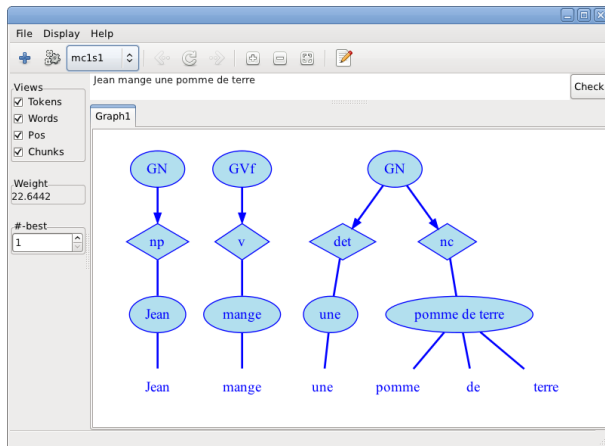 File Display Help
mc1s1
Jean mange une pomme de terre
Check
Views
Tokens
Words
Pos
Chunks
Weight
22.6442
#-best
1
Graph1
GN GVf GN
np v det nc
Jean mange une pomme de terre
Jean mange une pomme de terre